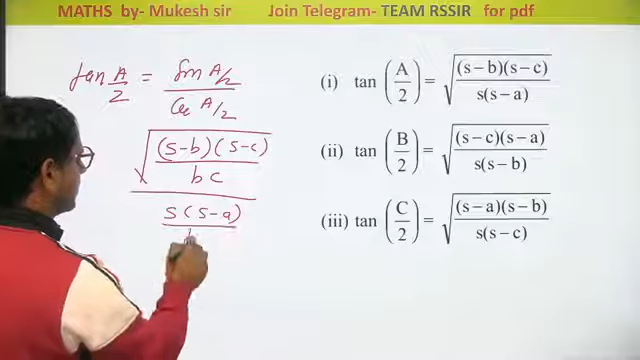 MATHS by- Mukesh sir Join Telegram- TEAM RSSIR for pdf
tan A/2 = Sin A/2 / Cos A/2
√((s-b)(s-c)/bc)
s(s-a)
(i) tan (A/2) = √((s−b)(s−c)/s(s−a))
(ii) tan (B/2) = √((s−c)(s−a)/s(s−b))
(iii) tan (C/2) = √((s−a)(s−b)/s(s−c))